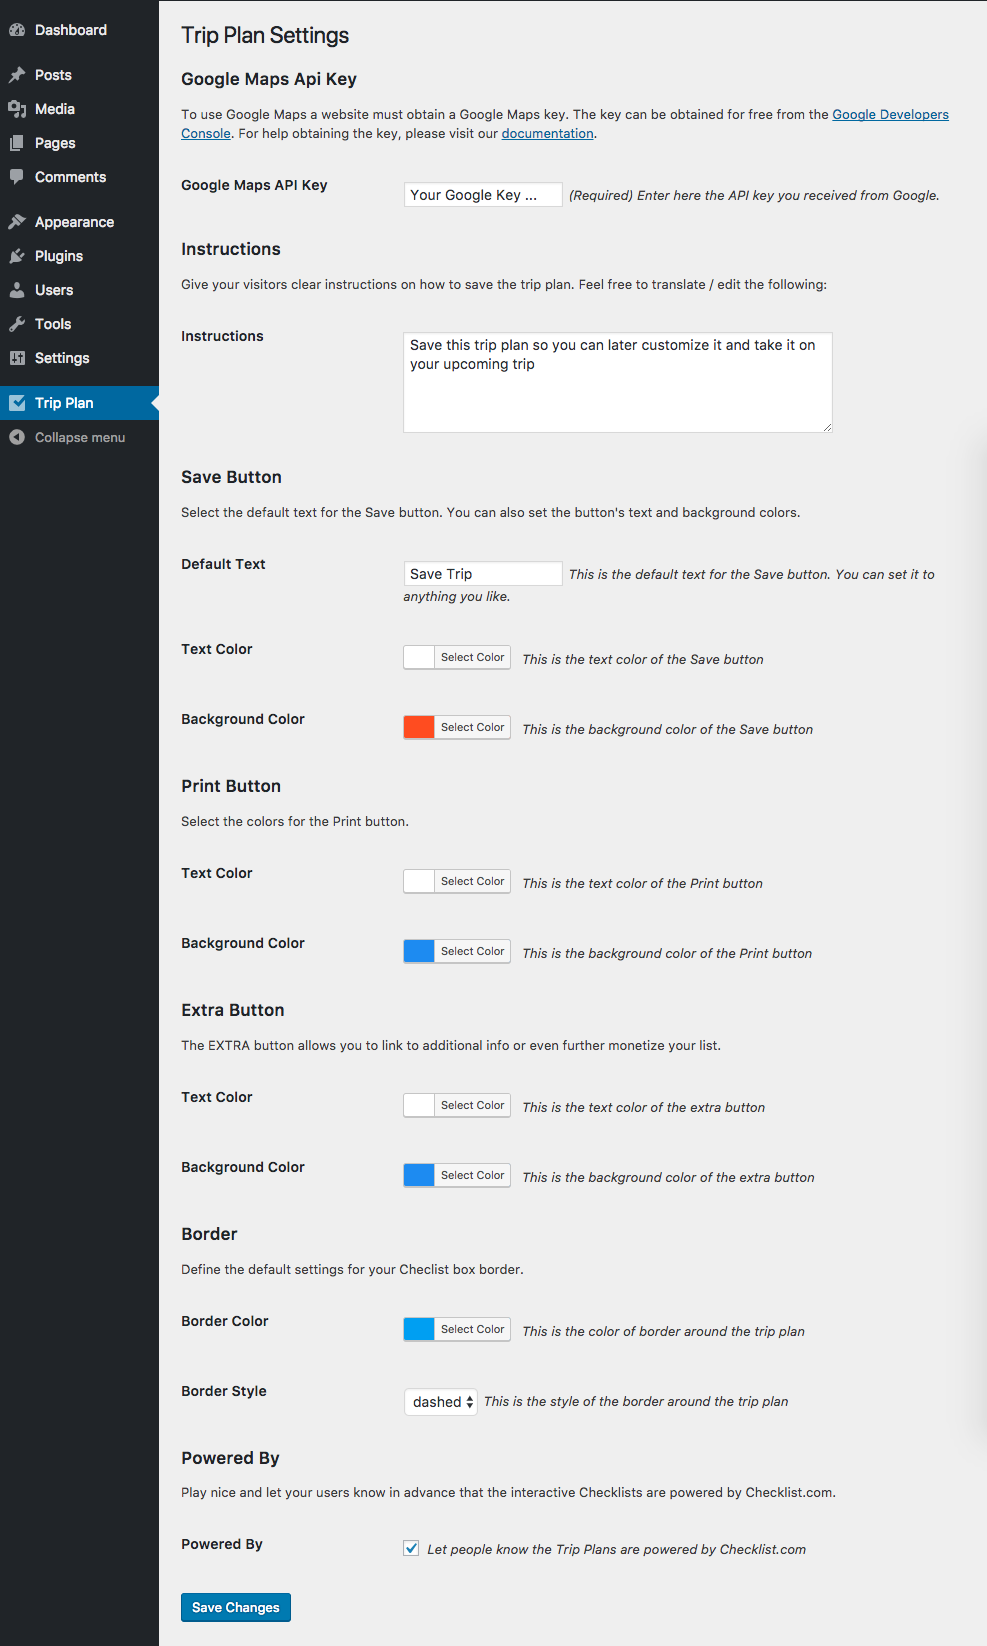 Dashboard
Posts
Media
Pages
Comments
Appearance
Plugins
Users
Tools
Settings
Trip Plan
Collapse menu
Trip Plan Settings
Google Maps Api Key
To use Google Maps a website must obtain a Google Maps key. The key can be obtained for free from the Google Developers
Console. For help obtaining the key, please visit our documentation.
Google Maps API Key
Your Google Key ... (Required) Enter here the API key you received from Google.
Instructions
Give your visitors clear instructions on how to save the trip plan. Feel free to translate / edit the following:
Instructions
Save this trip plan so you can later customize it and take it on
your upcoming trip
Save Button
Select the default text for the Save button. You can also set the button's text and background colors.
Default Text
Save Trip This is the default text for the Save button. You can set it to
anything you like.
Text Color
Select Color This is the text color of the Save button
Background Color
Select Color This is the background color of the Save button
Print Button
Select the colors for the Print button.
Text Color
Select Color This is the text color of the Print button
Background Color
Select Color This is the background color of the Print button
Extra Button
The EXTRA button allows you to link to additional info or even further monetize your list.
Text Color
Select Color This is the text color of the extra button
Background Color
Select Color This is the background color of the extra button
Border
Define the default settings for your Checlist box border.
Border Color
Select Color This is the color of border around the trip plan
Border Style
dashed This is the style of the border around the trip plan
Powered By
Play nice and let your users know in advance that the interactive Checklists are powered by Checklist.com.
Powered By
Let people know the Trip Plans are powered by Checklist.com
Save Changes